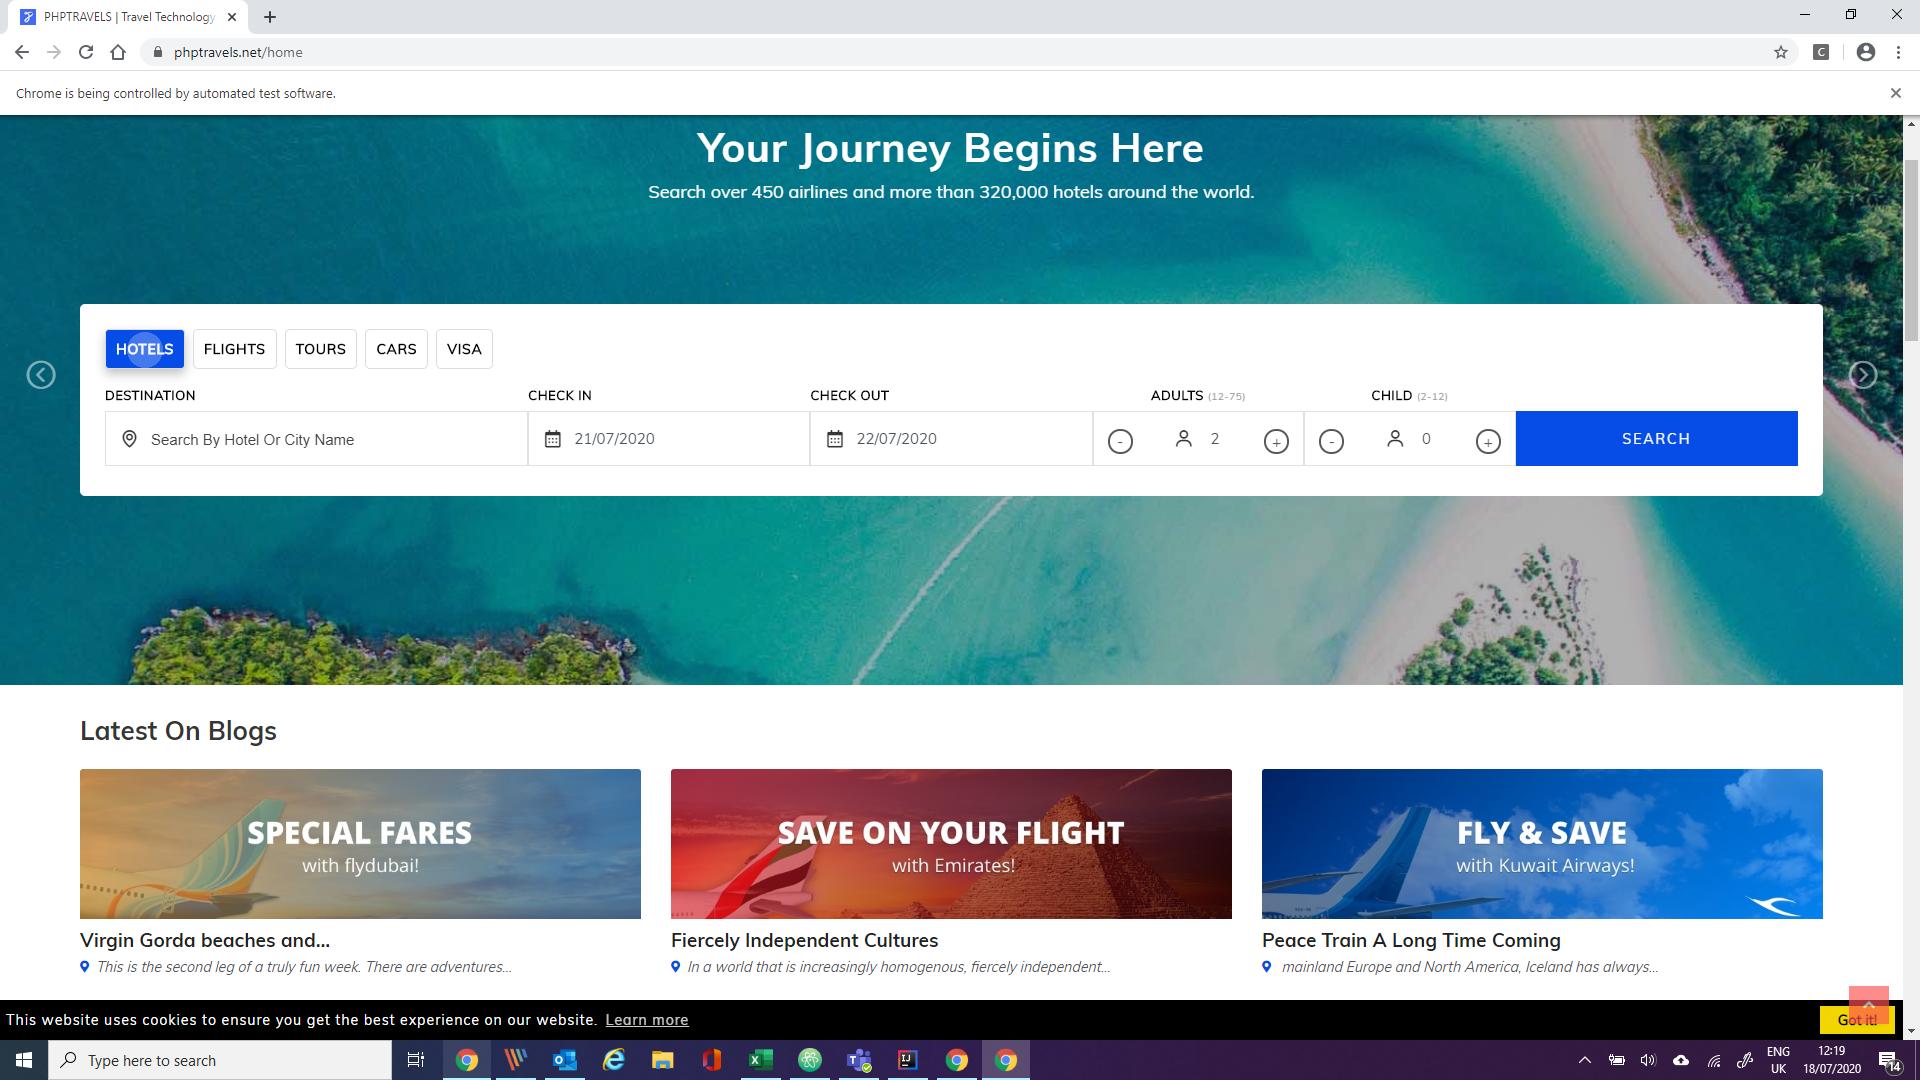 PHPTRAVELS | Travel Technology
phptravels.net/home
C
Chrome is being controlled by automated test software.
Your Journey Begins Here
Search over 450 airlines and more than 320,000 hotels around the world.
HOTELS FLIGHTS TOURS CARS VISA
DESTINATION CHECK IN CHECK OUT ADULTS (12-75) CHILD (2-12)
Search By Hotel Or City Name 21/07/2020 22/07/2020 - 2 + - 0 + SEARCH
Latest On Blogs
SPECIAL FARES
with flydubai!
SAVE ON YOUR FLIGHT
with Emirates!
FLY & SAVE
with Kuwait Airways!
Virgin Gorda beaches and...
This is the second leg of a truly fun week. There are adventures...
Fiercely Independent Cultures
In a world that is increasingly homogenous, fiercely independent...
Peace Train A Long Time Coming
mainland Europe and North America, Iceland has always...
This website uses cookies to ensure you get the best experience on our website. Learn more
Got it!
Type here to search
ENG
UK
12:19
18/07/2020
14